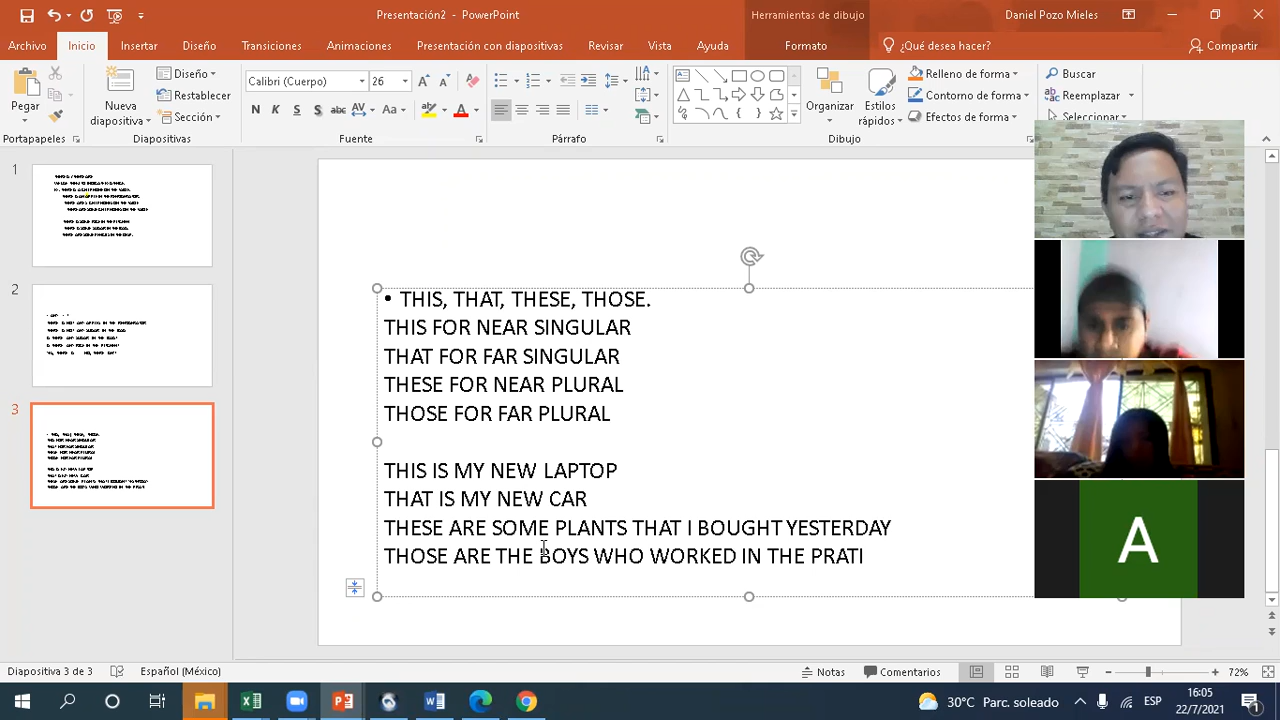 Presentación2 - PowerPoint
Herramientas de dibujo
Daniel Pozo Mieles
Archivo Inicio Insertar Diseño Transiciones Animaciones Presentación con diapositivas Revisar Vista Ayuda Formato ¿Qué desea hacer? Compartir
Pegar
Portapapeles
Nueva diapositiva
Diseño
Restablecer
Sección
Diapositivas
Calibri (Cuerpo) 26
N K S S abc AV Aa A
Fuente
Párrafo
Organizar
Estilos rápidos
Relleno de forma
Contorno de forma
Efectos de forma
Dibujo
Buscar
Reemplazar
Seleccionar
1
2
3
• THIS, THAT, THESE, THOSE.
THIS FOR NEAR SINGULAR
THAT FOR FAR SINGULAR
THESE FOR NEAR PLURAL
THOSE FOR FAR PLURAL
THIS IS MY NEW LAPTOP
THAT IS MY NEW CAR
THESE ARE SOME PLANTS THAT I BOUGHT YESTERDAY
THOSE ARE THE BOYS WHO WORKED IN THE PRATI
A
Diapositiva 3 de 3 Español (México) Notas Comentarios 72%
30°C Parc. soleado ESP 16:05
22/7/2021 1